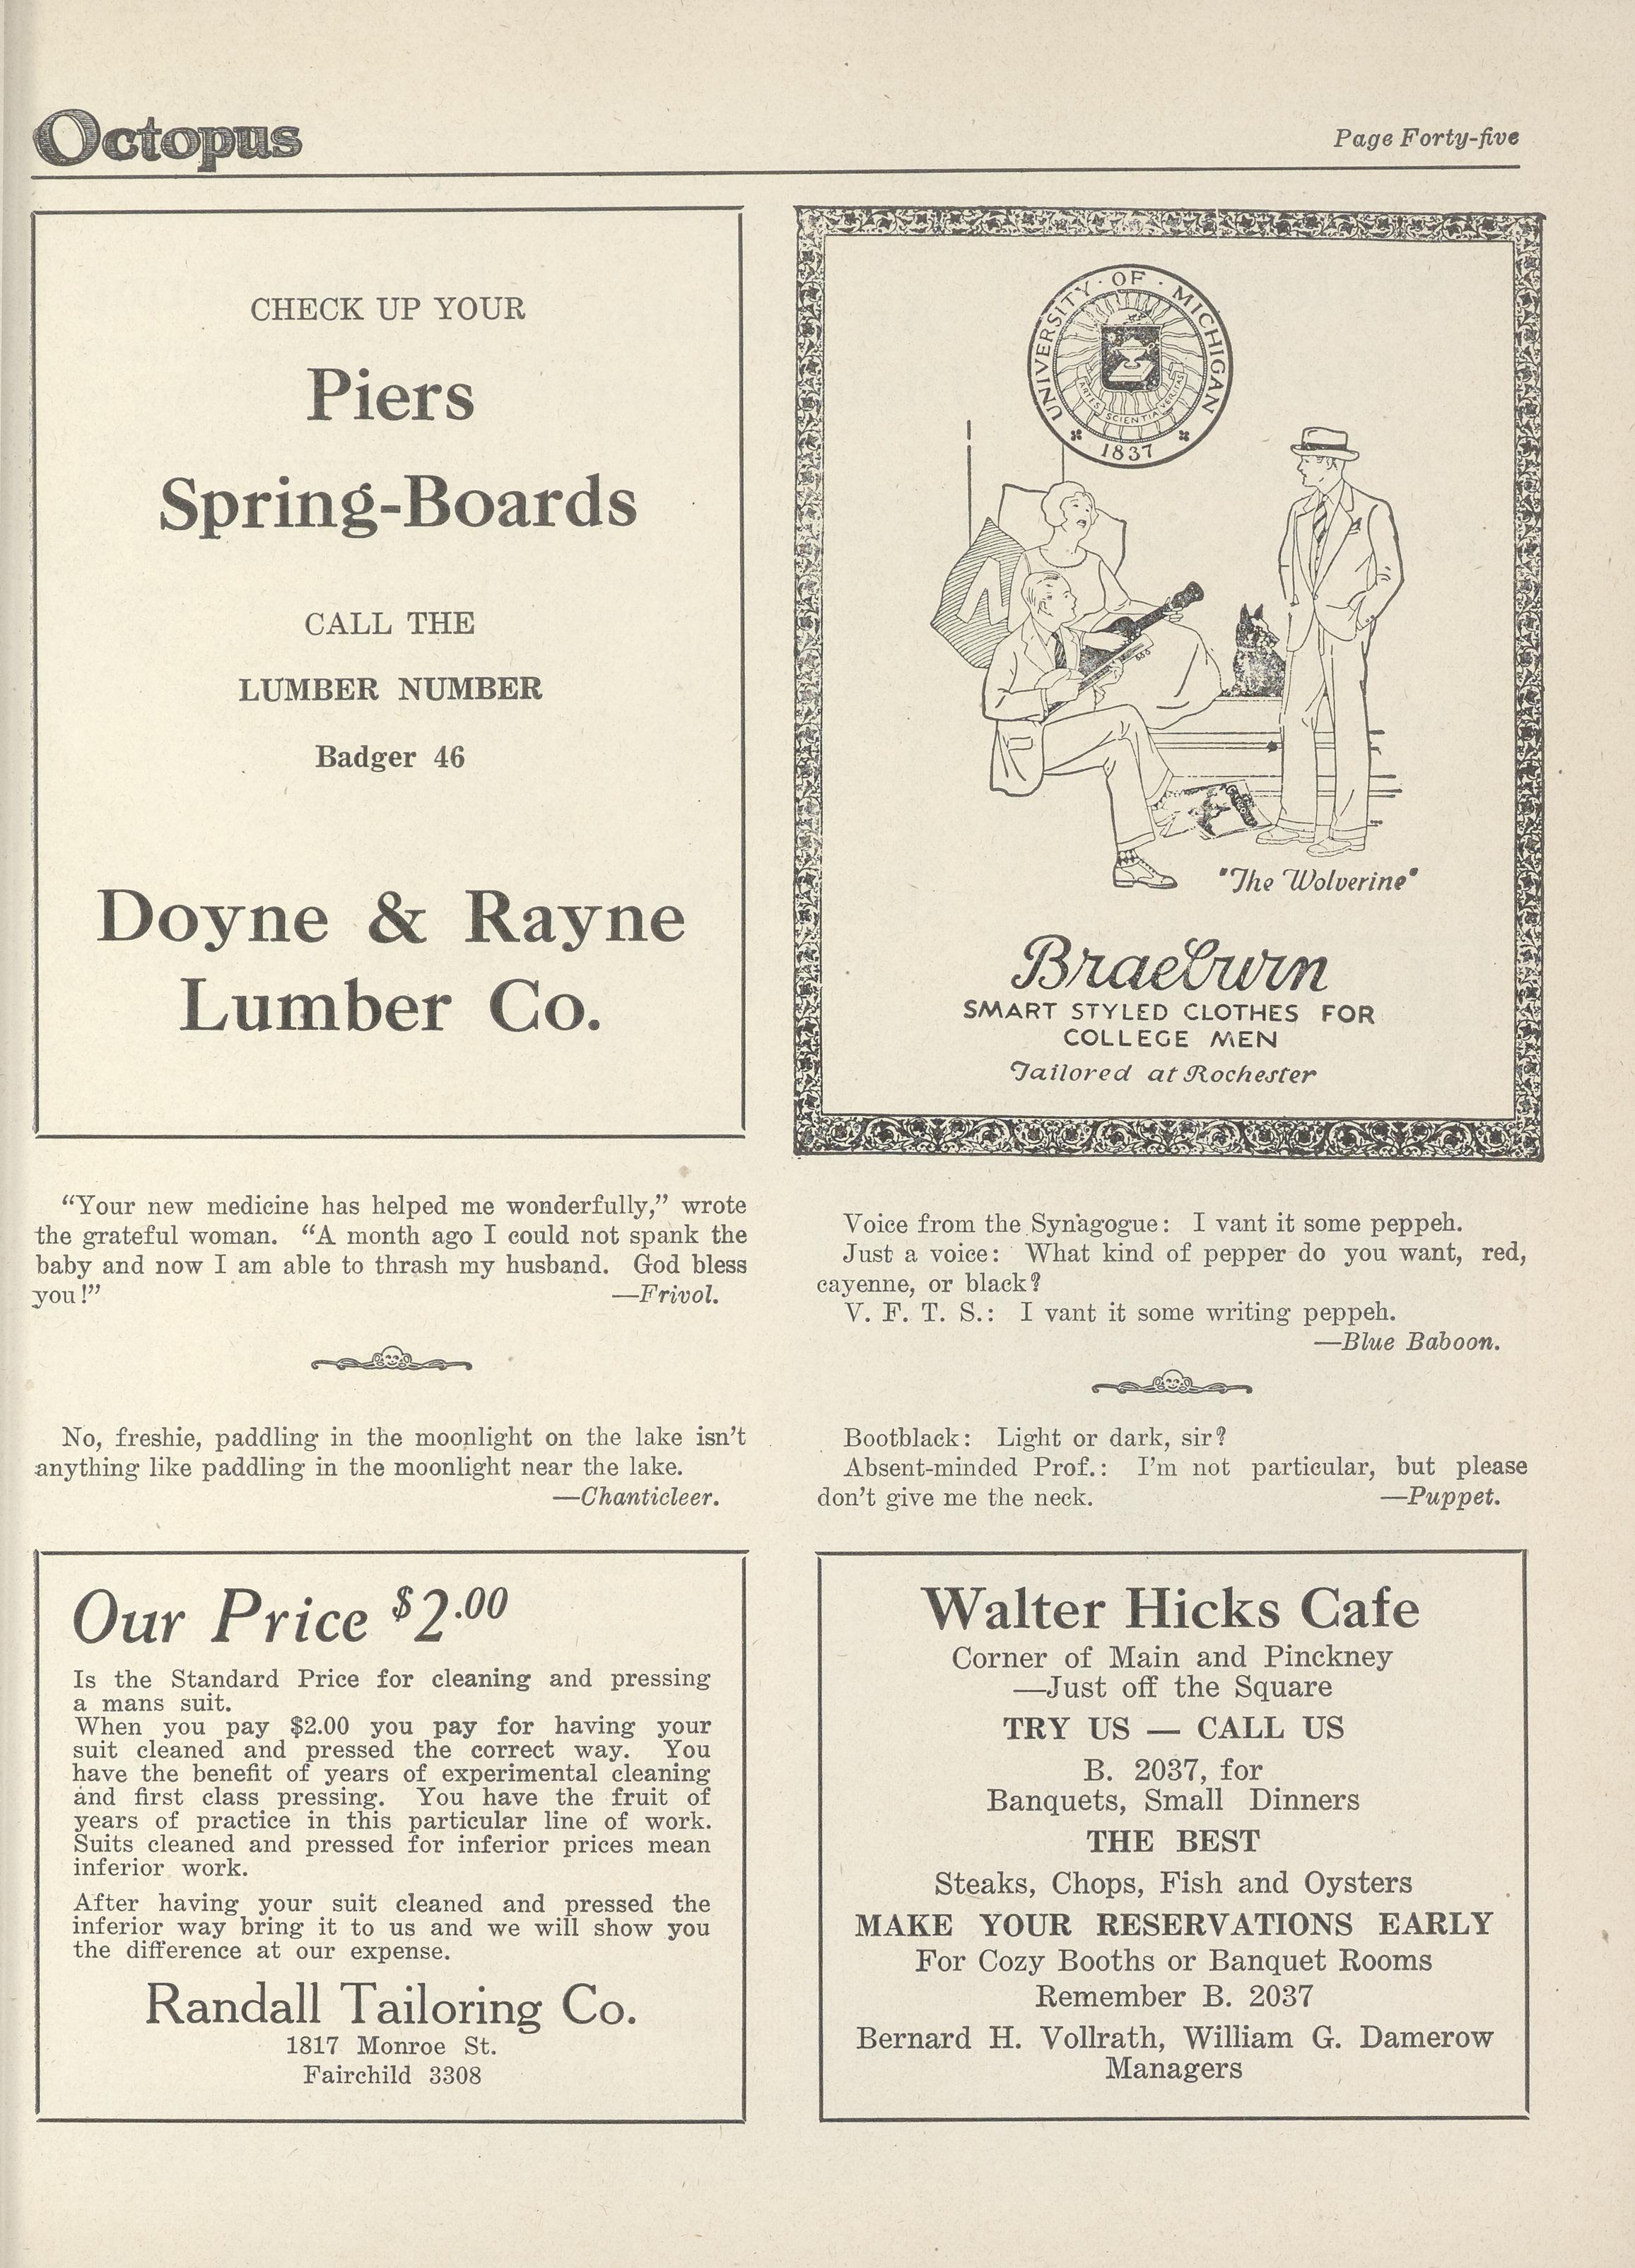 Octopus
Page Forty-five
CHECK UP YOUR
Piers
Spring-Boards
CALL THE
LUMBER NUMBER
Badger 46
Doyne & Rayne
Lumber Co.
UNIVERSITY · OF · MICHIGAN
ARTES SCIENTIA VERITAS
1837
"The Wolverine"
Braeburn
SMART STYLED CLOTHES FOR
COLLEGE MEN
Tailored at Rochester
“Your new medicine has helped me wonderfully,” wrote
the grateful woman. “A month ago I could not spank the
baby and now I am able to thrash my husband. God bless
you!” —Frivol.
No, freshie, paddling in the moonlight on the lake isn’t
anything like paddling in the moonlight near the lake.
—Chanticleer.
Voice from the Synagogue: I vant it some peppeh.
Just a voice: What kind of pepper do you want, red,
cayenne, or black?
V. F. T. S.: I vant it some writing peppeh.
—Blue Baboon.
Bootblack: Light or dark, sir?
Absent-minded Prof.: I’m not particular, but please
don’t give me the neck. —Puppet.
Our Price $2.00
Is the Standard Price for cleaning and pressing
a mans suit.
When you pay $2.00 you pay for having your
suit cleaned and pressed the correct way. You
have the benefit of years of experimental cleaning
and first class pressing. You have the fruit of
years of practice in this particular line of work.
Suits cleaned and pressed for inferior prices mean
inferior work.
After having your suit cleaned and pressed the
inferior way bring it to us and we will show you
the difference at our expense.
Randall Tailoring Co.
1817 Monroe St.
Fairchild 3308
Walter Hicks Cafe
Corner of Main and Pinckney
—Just off the Square
TRY US — CALL US
B. 2037, for
Banquets, Small Dinners
THE BEST
Steaks, Chops, Fish and Oysters
MAKE YOUR RESERVATIONS EARLY
For Cozy Booths or Banquet Rooms
Remember B. 2037
Bernard H. Vollrath, William G. Damerow
Managers